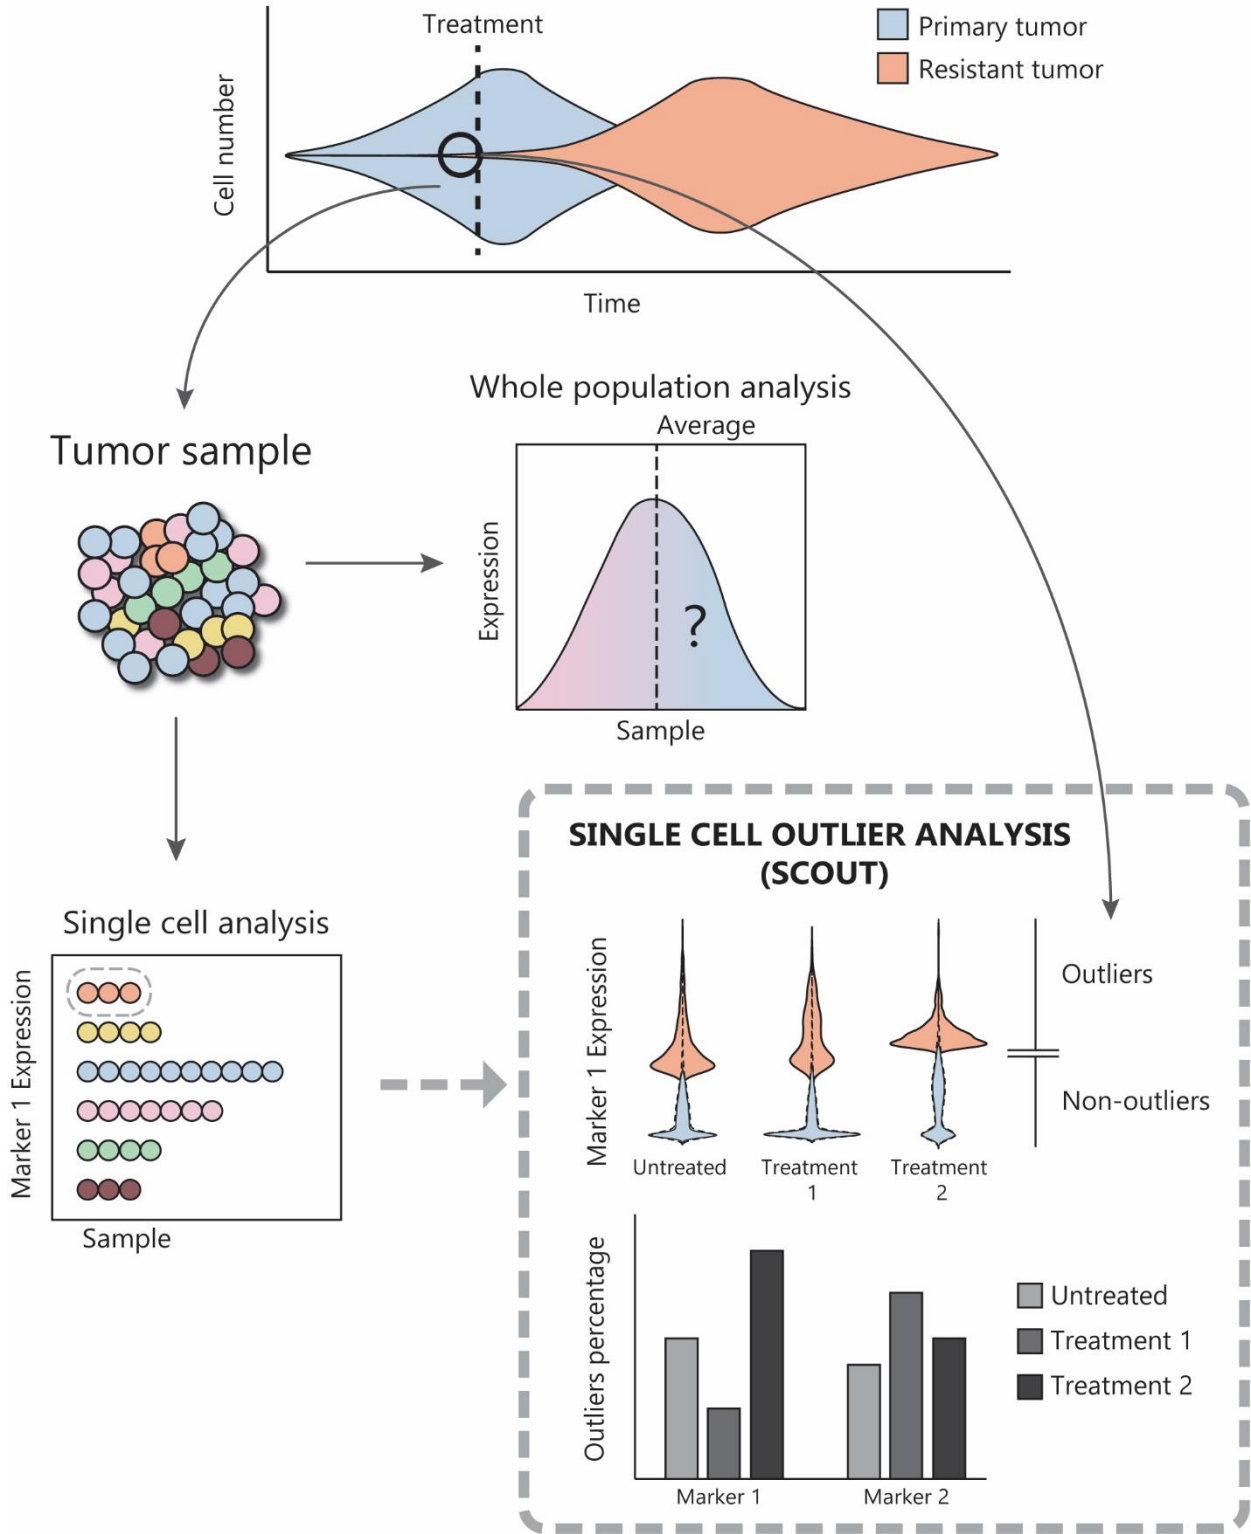 Treatment
Primary tumor
Resistant tumor
Cell number
Time
Whole population analysis
Average
Tumor sample
Expression
?
Sample
SINGLE CELL OUTLIER ANALYSIS
(SCOUT)
Single cell analysis
Marker 1 Expression
Sample
Marker 1 Expression
Outliers
Non-outliers
Untreated
Treatment
1
Treatment
2
Outliers percentage
Untreated
Treatment 1
Treatment 2
Marker 1
Marker 2